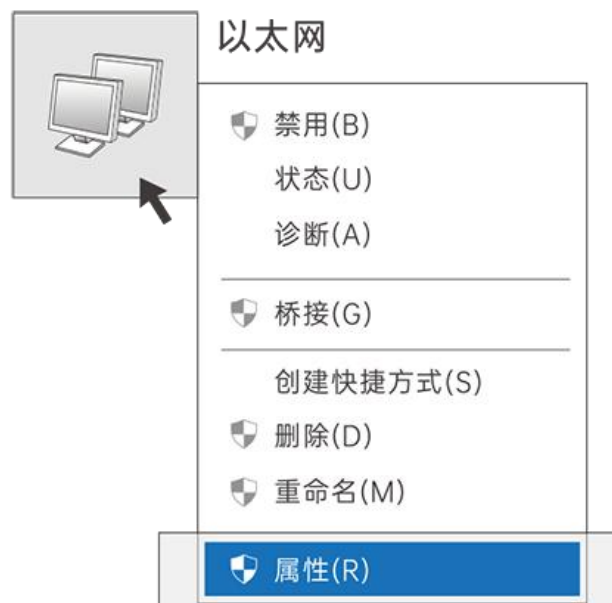 以太网
禁用(B)
状态(U)
诊断(A)
桥接(G)
创建快捷方式(S)
删除(D)
重命名(M)
属性(R)